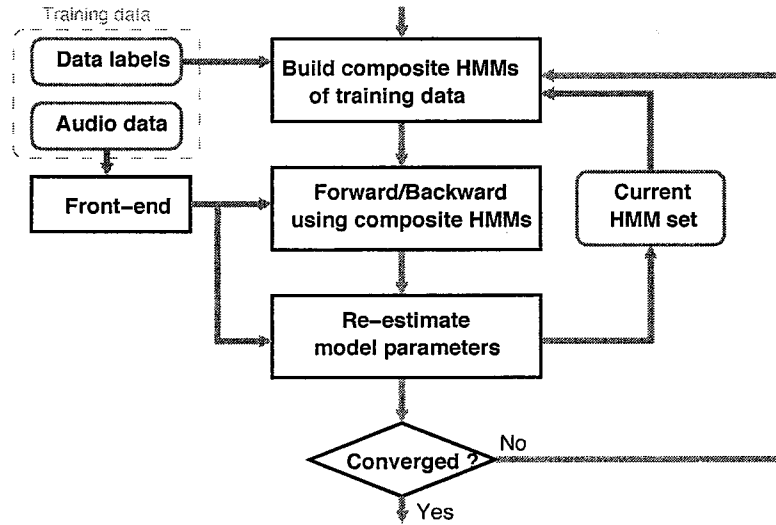 Training data
Data labels
Audio data
Front–end
Build composite HMMs
of training data
Forward/Backward
using composite HMMs
Current
HMM set
Re–estimate
model parameters
Converged ?
No
Yes